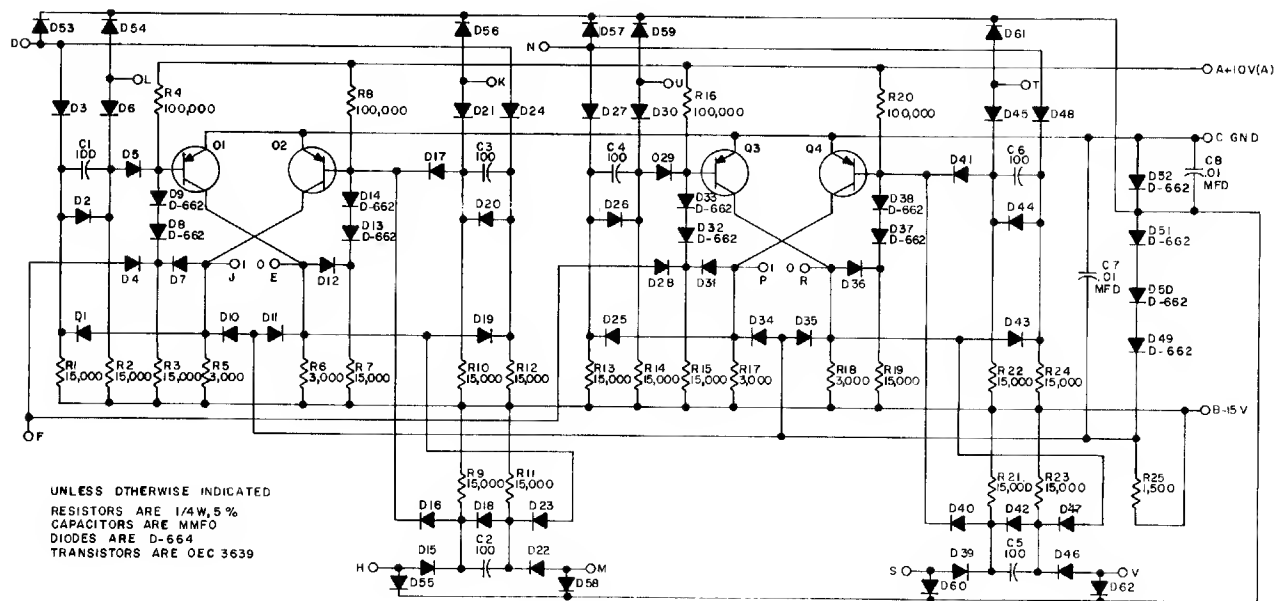 D53 D54 D56 D57 D59 D61
D N
L K U T A+10V(A)
R4 100,000
R8 100,000
R16 100,000
R20 100,000
D3 D6 D21 D24 D27 D30 D45 D48
C GND
C1 100
D5
Q1 Q2
D17
C3 100
C4 100
O29
Q3 Q4
D41
C6 100
C8 .01 MFD
D52 D-662
D9 D-662
D14 D-662
D2
D20
D26
D33 D-662
D38 D-662
D44
D8 D-662
D13 D-662
D32 D-662
D37 D-662
D51 D-662
D4 D7 1 J 0 E D12
D28 D31 1 P 0 R D36
C7 .01 MFD
D50 D-662
D1 D10 D11 D19 D25 D34 D35 D43
D49 D-662
R1 15,000
R2 15,000
R3 15,000
R5 3,000
R6 3,000
R7 15,000
R10 15,000
R12 15,000
R13 15,000
R14 15,000
R15 15,000
R17 3,000
R18 3,000
R19 15,000
R22 15,000
R24 15,000
B-15V
F
R9 15,000
R11 15,000
R21 15,000
R23 15,000
R25 1,500
UNLESS OTHERWISE INDICATED
RESISTORS ARE 1/4W, 5%
CAPACITORS ARE MMFO
DIODES ARE D-664
TRANSISTORS ARE OEC 3639
D16 D18 D23 D40 D42 D47
H D15 C2 100 D22 M
S D39 C5 100 D46 V
D55 D58 D60 D62